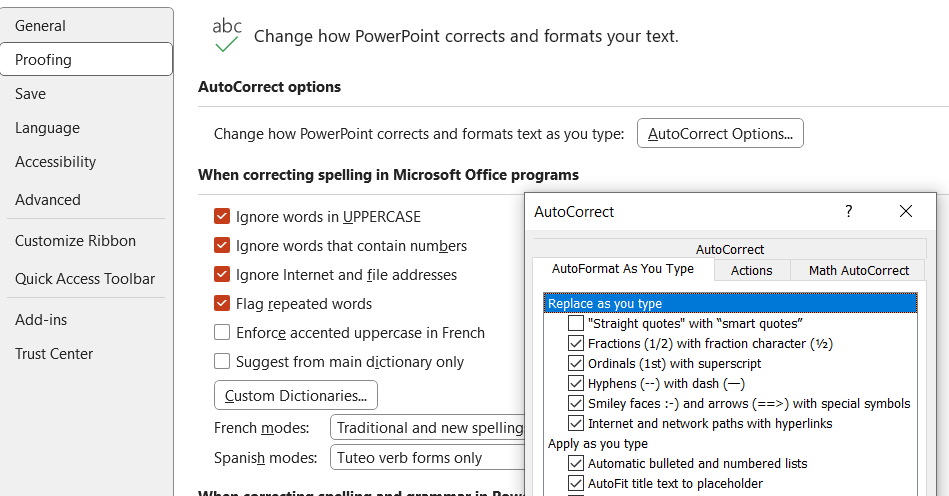 General
Proofing
Save
Language
Accessibility
Advanced
Customize Ribbon
Quick Access Toolbar
Add-ins
Trust Center
abc
Change how PowerPoint corrects and formats your text.
AutoCorrect options
Change how PowerPoint corrects and formats text as you type:
AutoCorrect Options...
When correcting spelling in Microsoft Office programs
Ignore words in UPPERCASE
Ignore words that contain numbers
Ignore Internet and file addresses
Flag repeated words
Enforce accented uppercase in French
Suggest from main dictionary only
Custom Dictionaries...
French modes: Traditional and new spelling
Spanish modes: Tuteo verb forms only
AutoCorrect
?
AutoCorrect
AutoFormat As You Type
Actions
Math AutoCorrect
Replace as you type
"Straight quotes" with “smart quotes”
Fractions (1/2) with fraction character (½)
Ordinals (1st) with superscript
Hyphens (--) with dash (—)
Smiley faces :-) and arrows (==>) with special symbols
Internet and network paths with hyperlinks
Apply as you type
Automatic bulleted and numbered lists
AutoFit title text to placeholder
When correcting spelling and grammar in